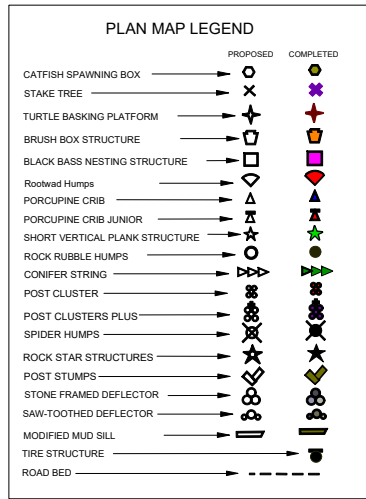 PLAN MAP LEGEND
PROPOSED COMPLETED
CATFISH SPAWNING BOX
STAKE TREE
TURTLE BASKING PLATFORM
BRUSH BOX STRUCTURE
BLACK BASS NESTING STRUCTURE
Rootwad Humps
PORCUPINE CRIB
PORCUPINE CRIB JUNIOR
SHORT VERTICAL PLANK STRUCTURE
ROCK RUBBLE HUMPS
CONIFER STRING
POST CLUSTER
POST CLUSTERS PLUS
SPIDER HUMPS
ROCK STAR STRUCTURES
POST STUMPS
STONE FRAMED DEFLECTOR
SAW-TOOTHED DEFLECTOR
MODIFIED MUD SILL
TIRE STRUCTURE
ROAD BED